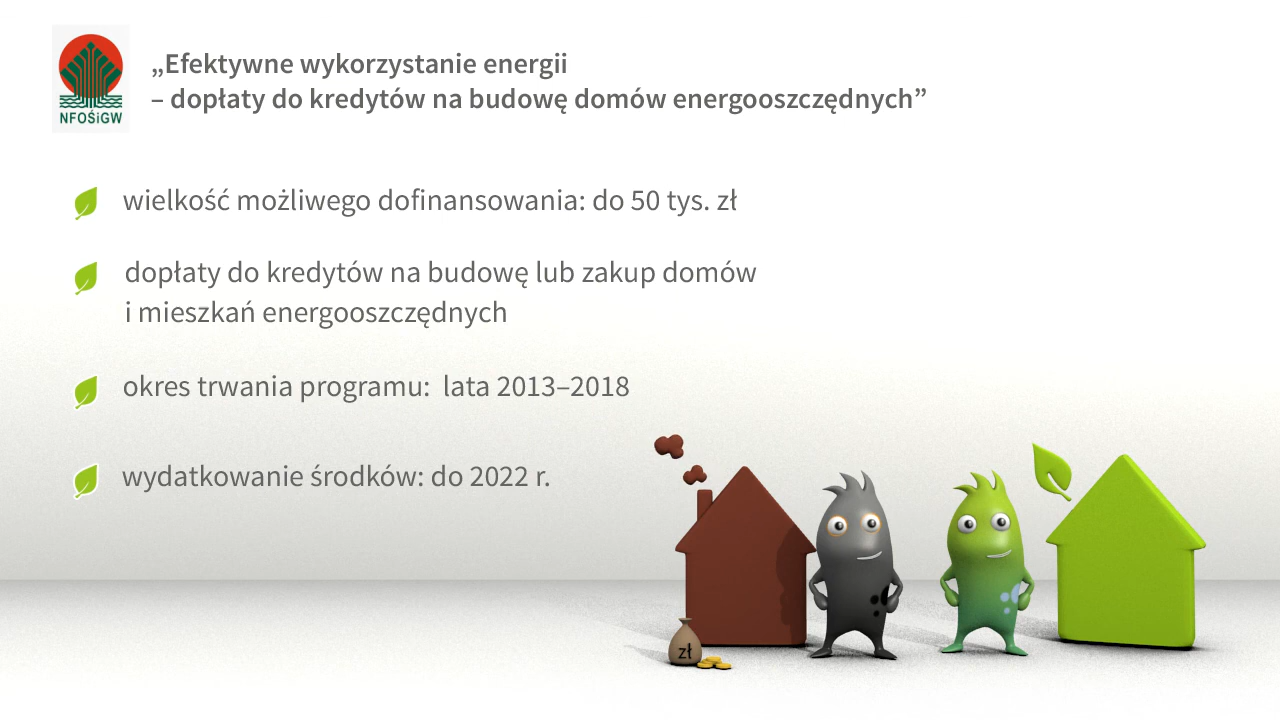 NFOŚiGW
„Efektywne wykorzystanie energii
– dopłaty do kredytów na budowę domów energooszczędnych”
wielkość możliwego dofinansowania: do 50 tys. zł
dopłaty do kredytów na budowę lub zakup domów
i mieszkań energooszczędnych
okres trwania programu: lata 2013–2018
wydatkowanie środków: do 2022 r.
zł